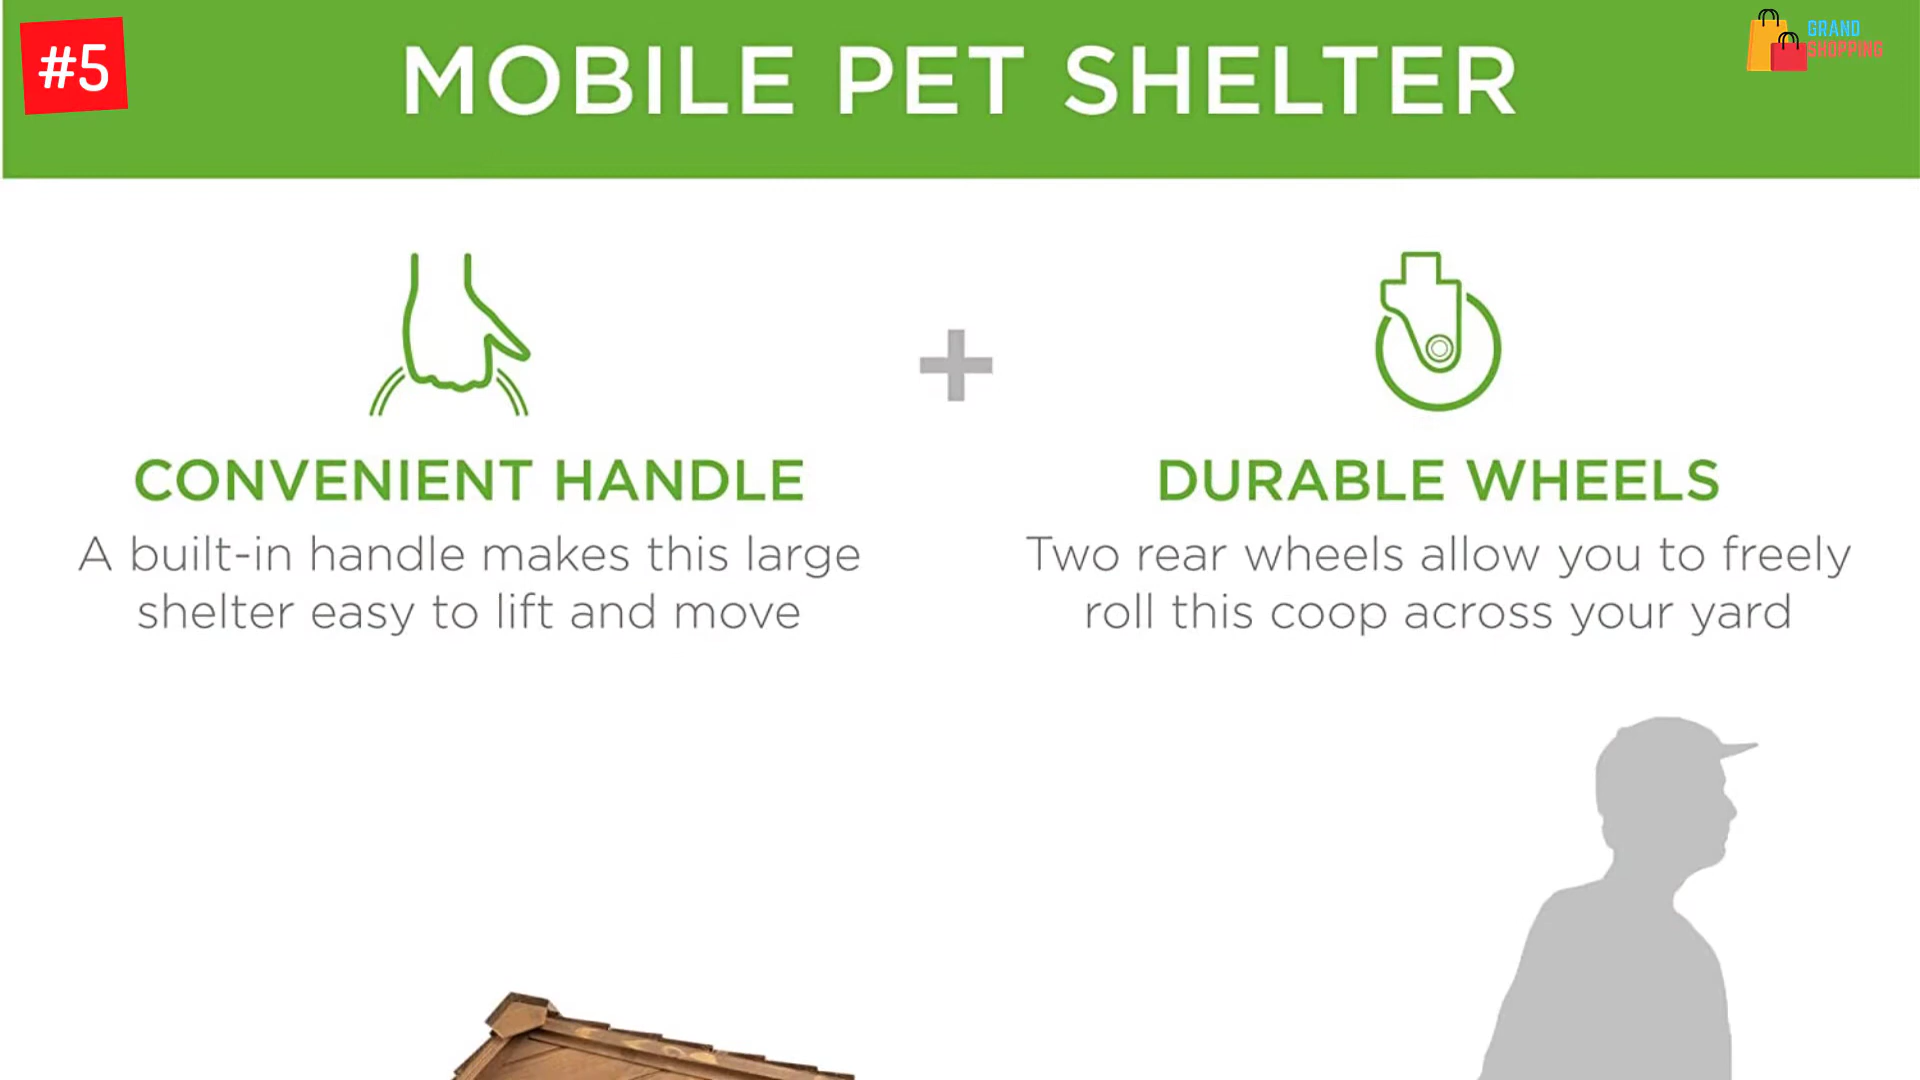 #5
MOBILE PET SHELTER
GRAND
SHOPPING
CONVENIENT HANDLE
A built-in handle makes this large
shelter easy to lift and move
DURABLE WHEELS
Two rear wheels allow you to freely
roll this coop across your yard